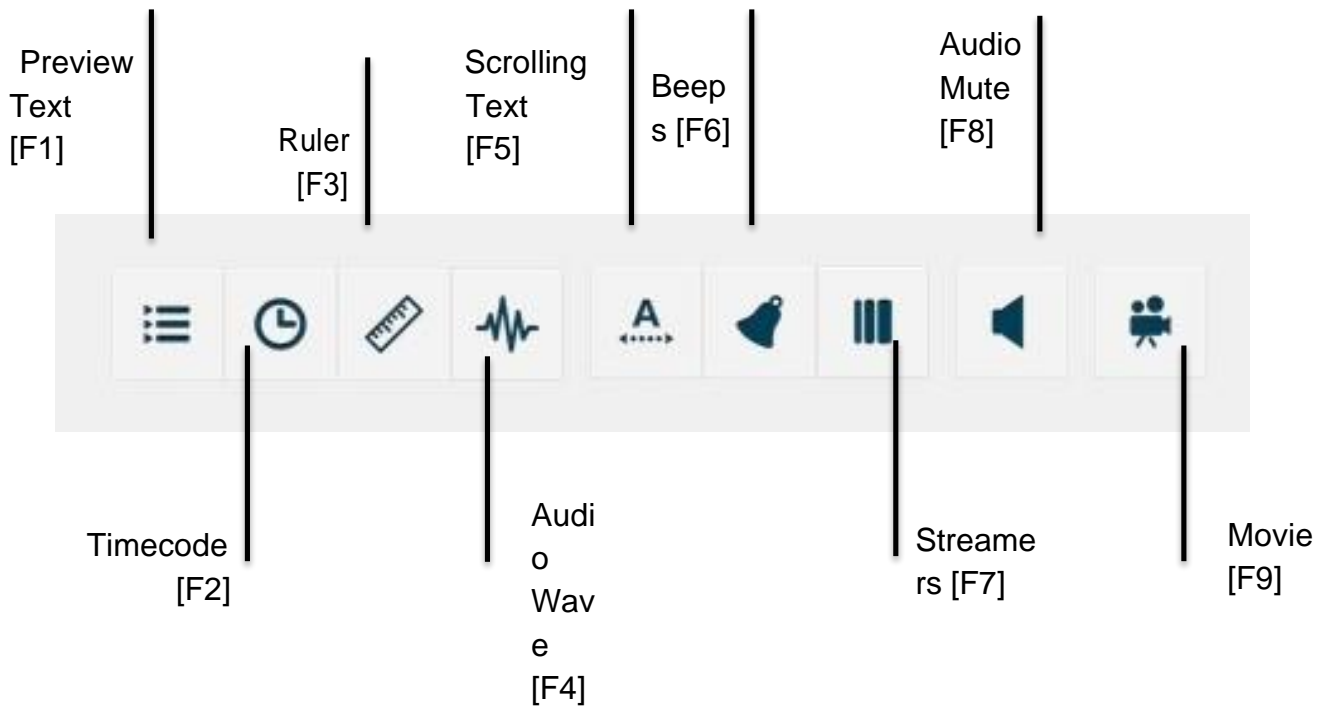 Preview
Text
[F1]
Ruler
[F3]
Scrolling
Text
[F5]
Beep
s [F6]
Audio
Mute
[F8]
A
Timecode
[F2]
Audi
o
Wav
e
[F4]
Streame
rs [F7]
Movie
[F9]